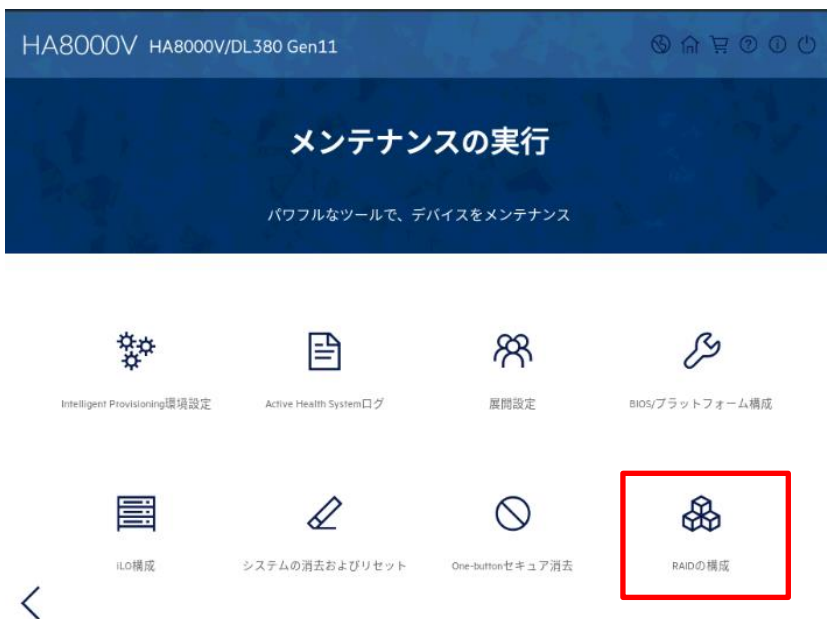 HA8000V HA8000V/DL380 Gen11
メンテナンスの実行
パワフルなツールで、デバイスをメンテナンス
Intelligent Provisioning環境設定
Active Health Systemログ
展開設定
BIOS/プラットフォーム構成
iLO構成
システムの消去およびリセット
One-buttonセキュア消去
RAIDの構成